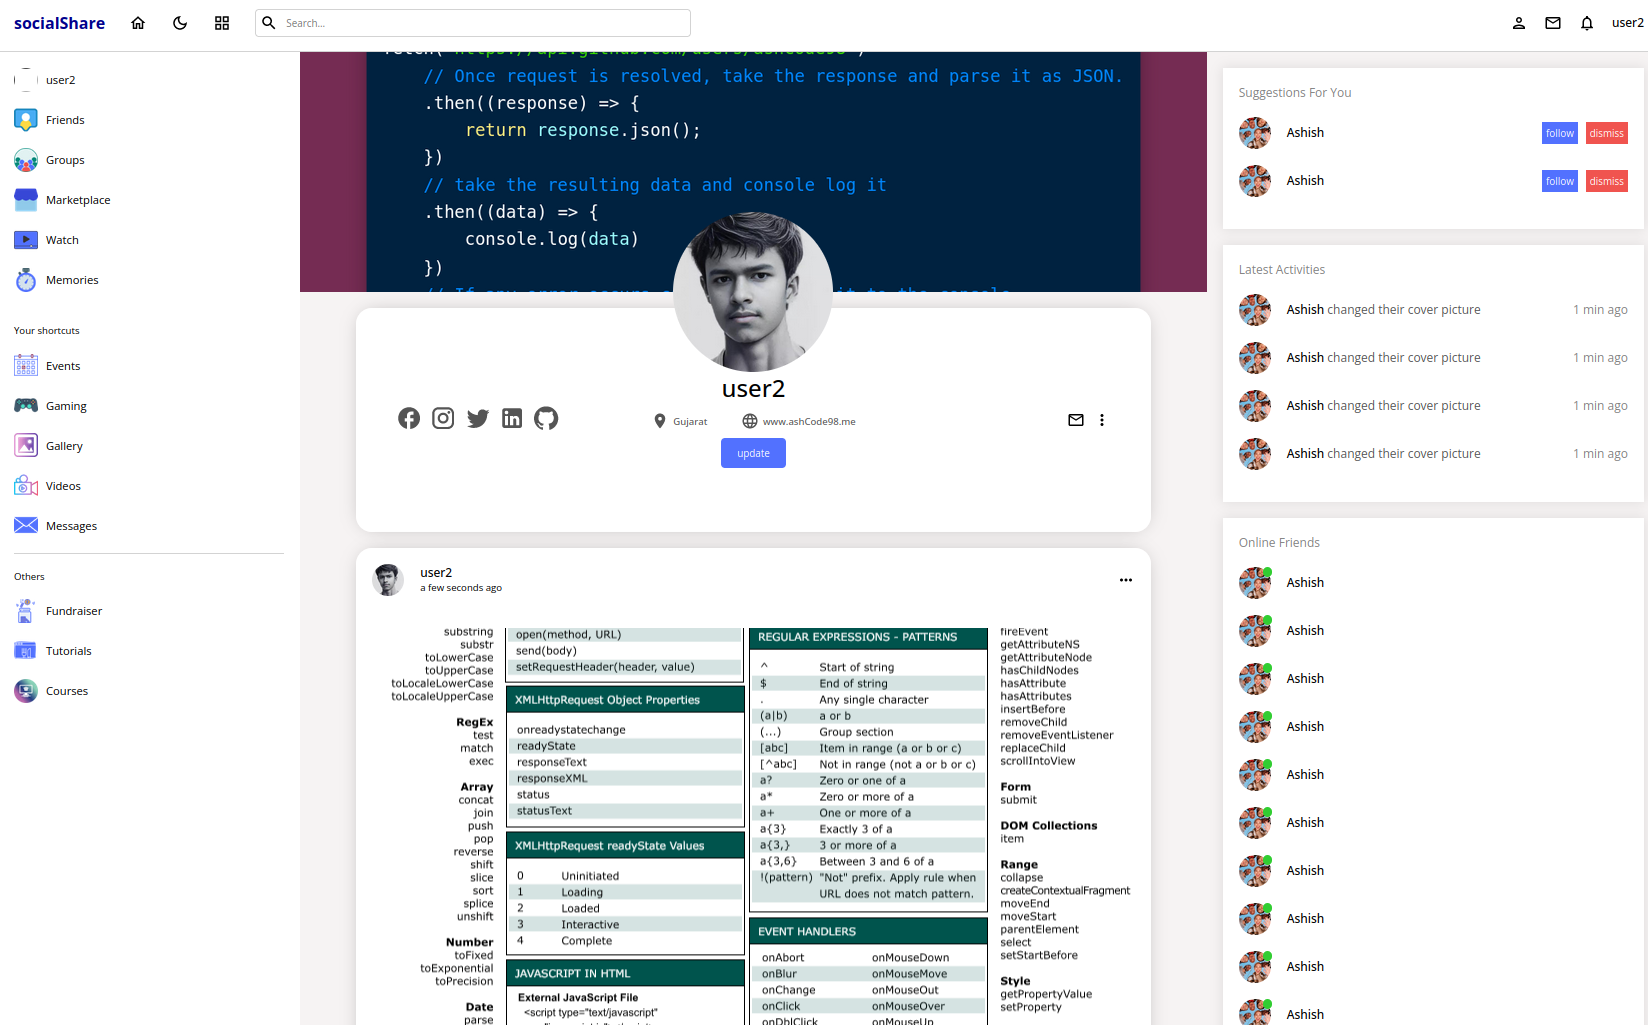 socialShare
Search...
user2
user2
Friends
Groups
Marketplace
Watch
Memories
Your shortcuts
Events
Gaming
Gallery
Videos
Messages
Others
Fundraiser
Tutorials
Courses
// Once request is resolved, take the response and parse it as JSON.
.then((response) => {
return response.json();
})
// take the resulting data and console log it
.then((data) => {
console.log(data)
})
user2
Gujarat
www.ashCode98.me
update
user2
a few seconds ago
substring
substr
toLowerCase
toUpperCase
toLocaleLowerCase
toLocaleUpperCase
RegEx
test
match
exec
Array
concat
join
push
pop
reverse
shift
slice
sort
splice
unshift
Number
toFixed
toExponential
toPrecision
Date
parse
open(method, URL)
send(body)
setRequestHeader(header, value)
XMLHttpRequest Object Properties
onreadystatechange
readyState
responseText
responseXML
status
statusText
XMLHttpRequest readyState Values
0 Uninitiated
1 Loading
2 Loaded
3 Interactive
4 Complete
JAVASCRIPT IN HTML
External JavaScript File
<script type="text/javascript"
REGULAR EXPRESSIONS - PATTERNS
^ Start of string
$ End of string
. Any single character
(a|b) a or b
(...) Group section
[abc] Item in range (a or b or c)
[^abc] Not in range (not a or b or c)
a? Zero or one of a
a* Zero or more of a
a+ One or more of a
a{3} Exactly 3 of a
a{3,} 3 or more of a
a{3,6} Between 3 and 6 of a
!(pattern) "Not" prefix. Apply rule when
URL does not match pattern.
EVENT HANDLERS
onAbort onMouseDown
onBlur onMouseMove
onChange onMouseOut
onClick onMouseOver
onDblClick onMouseUp
fireEvent
getAttributeNS
getAttributeNode
hasChildNodes
hasAttribute
hasAttributes
insertBefore
removeChild
removeEventListener
replaceChild
scrollIntoView
Form
submit
DOM Collections
item
Range
collapse
createContextualFragment
moveEnd
moveStart
parentElement
select
setStartBefore
Style
getPropertyValue
setProperty
Suggestions For You
Ashish follow dismiss
Ashish follow dismiss
Latest Activities
Ashish changed their cover picture 1 min ago
Ashish changed their cover picture 1 min ago
Ashish changed their cover picture 1 min ago
Ashish changed their cover picture 1 min ago
Online Friends
Ashish
Ashish
Ashish
Ashish
Ashish
Ashish
Ashish
Ashish
Ashish
Ashish